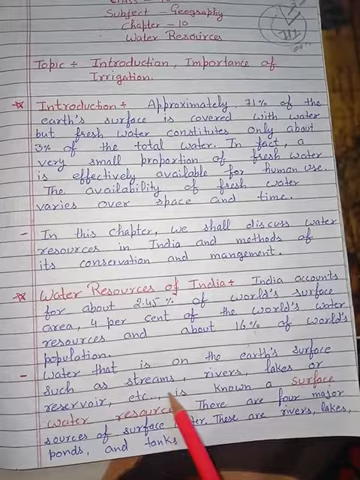 Subject - Geography
Chapter - 10
Water Resources
Topic ÷ Introduction, Importance of
Irrigation.
Introduction ÷ Approximately 71% of the
earth's surface is covered with water
but fresh water constitutes only about
3% of the total water. In fact, a
very small proportion of fresh water
is effectively available for human use.
The availability of fresh water
varies over space and time.
- In this chapter, we shall discuss water
resources in India and methods of
its conservation and mangement.
Water Resources of India ÷ India accounts
for about 2.45 % of world's surface
area, 4 per cent of the world's water
resources and about 16% of world's
population.
- Water that is on the earth's surface
such as streams, rivers, lakes or
reservoir, etc., is known a surface
water resources. There are four major
sources of surface water. These are rivers, lakes,
ponds, and tanks